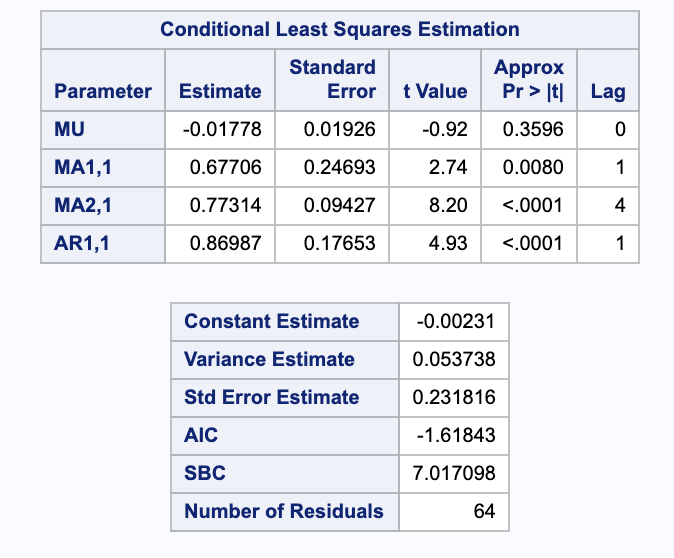 Conditional Least Squares Estimation
Parameter Estimate Standard Error t Value Approx Pr > |t| Lag
MU -0.01778 0.01926 -0.92 0.3596 0
MA1,1 0.67706 0.24693 2.74 0.0080 1
MA2,1 0.77314 0.09427 8.20 <.0001 4
AR1,1 0.86987 0.17653 4.93 <.0001 1
Constant Estimate -0.00231
Variance Estimate 0.053738
Std Error Estimate 0.231816
AIC -1.61843
SBC 7.017098
Number of Residuals 64